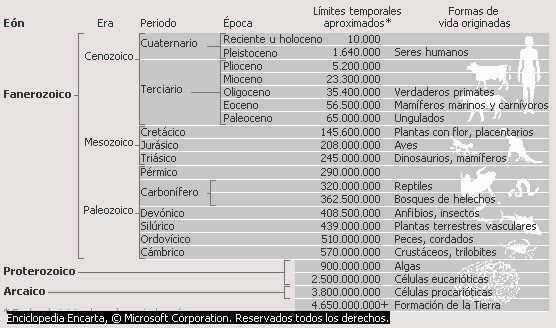 Eón Era Periodo Época Límites temporales aproximados* Formas de vida originadas
Reciente u holoceno 10.000
Cuaternario
Pleistoceno 1.640.000 Seres humanos
Cenozoico
Plioceno 5.200.000
Mioceno 23.300.000
Terciario
Oligoceno 35.400.000 Verdaderos primates
Fanerozoico
Eoceno 56.500.000 Mamíferos marinos y carnívoros
Paleoceno 65.000.000 Ungulados
Cretácico 145.600.000 Plantas con flor, placentarios
Mesozoico Jurásico 208.000.000 Aves
Triásico 245.000.000 Dinosaurios, mamíferos
Pérmico 290.000.000
320.000.000 Reptiles
Carbonífero
362.500.000 Bosques de helechos
Paleozoico
Devónico 408.500.000 Anfibios, insectos
Silúrico 439.000.000 Plantas terrestres vasculares
Ordovícico 510.000.000 Peces, cordados
Cámbrico 570.000.000 Crustáceos, trilobites
900.000.000 Algas
Proterozoico
2.500.000.000 Células eucarióticas
Arcaico 3.800.000.000 Células procarióticas
4.650.000.000+ Formación de la Tierra
Enciclopedia Encarta, © Microsoft Corporation. Reservados todos los derechos.